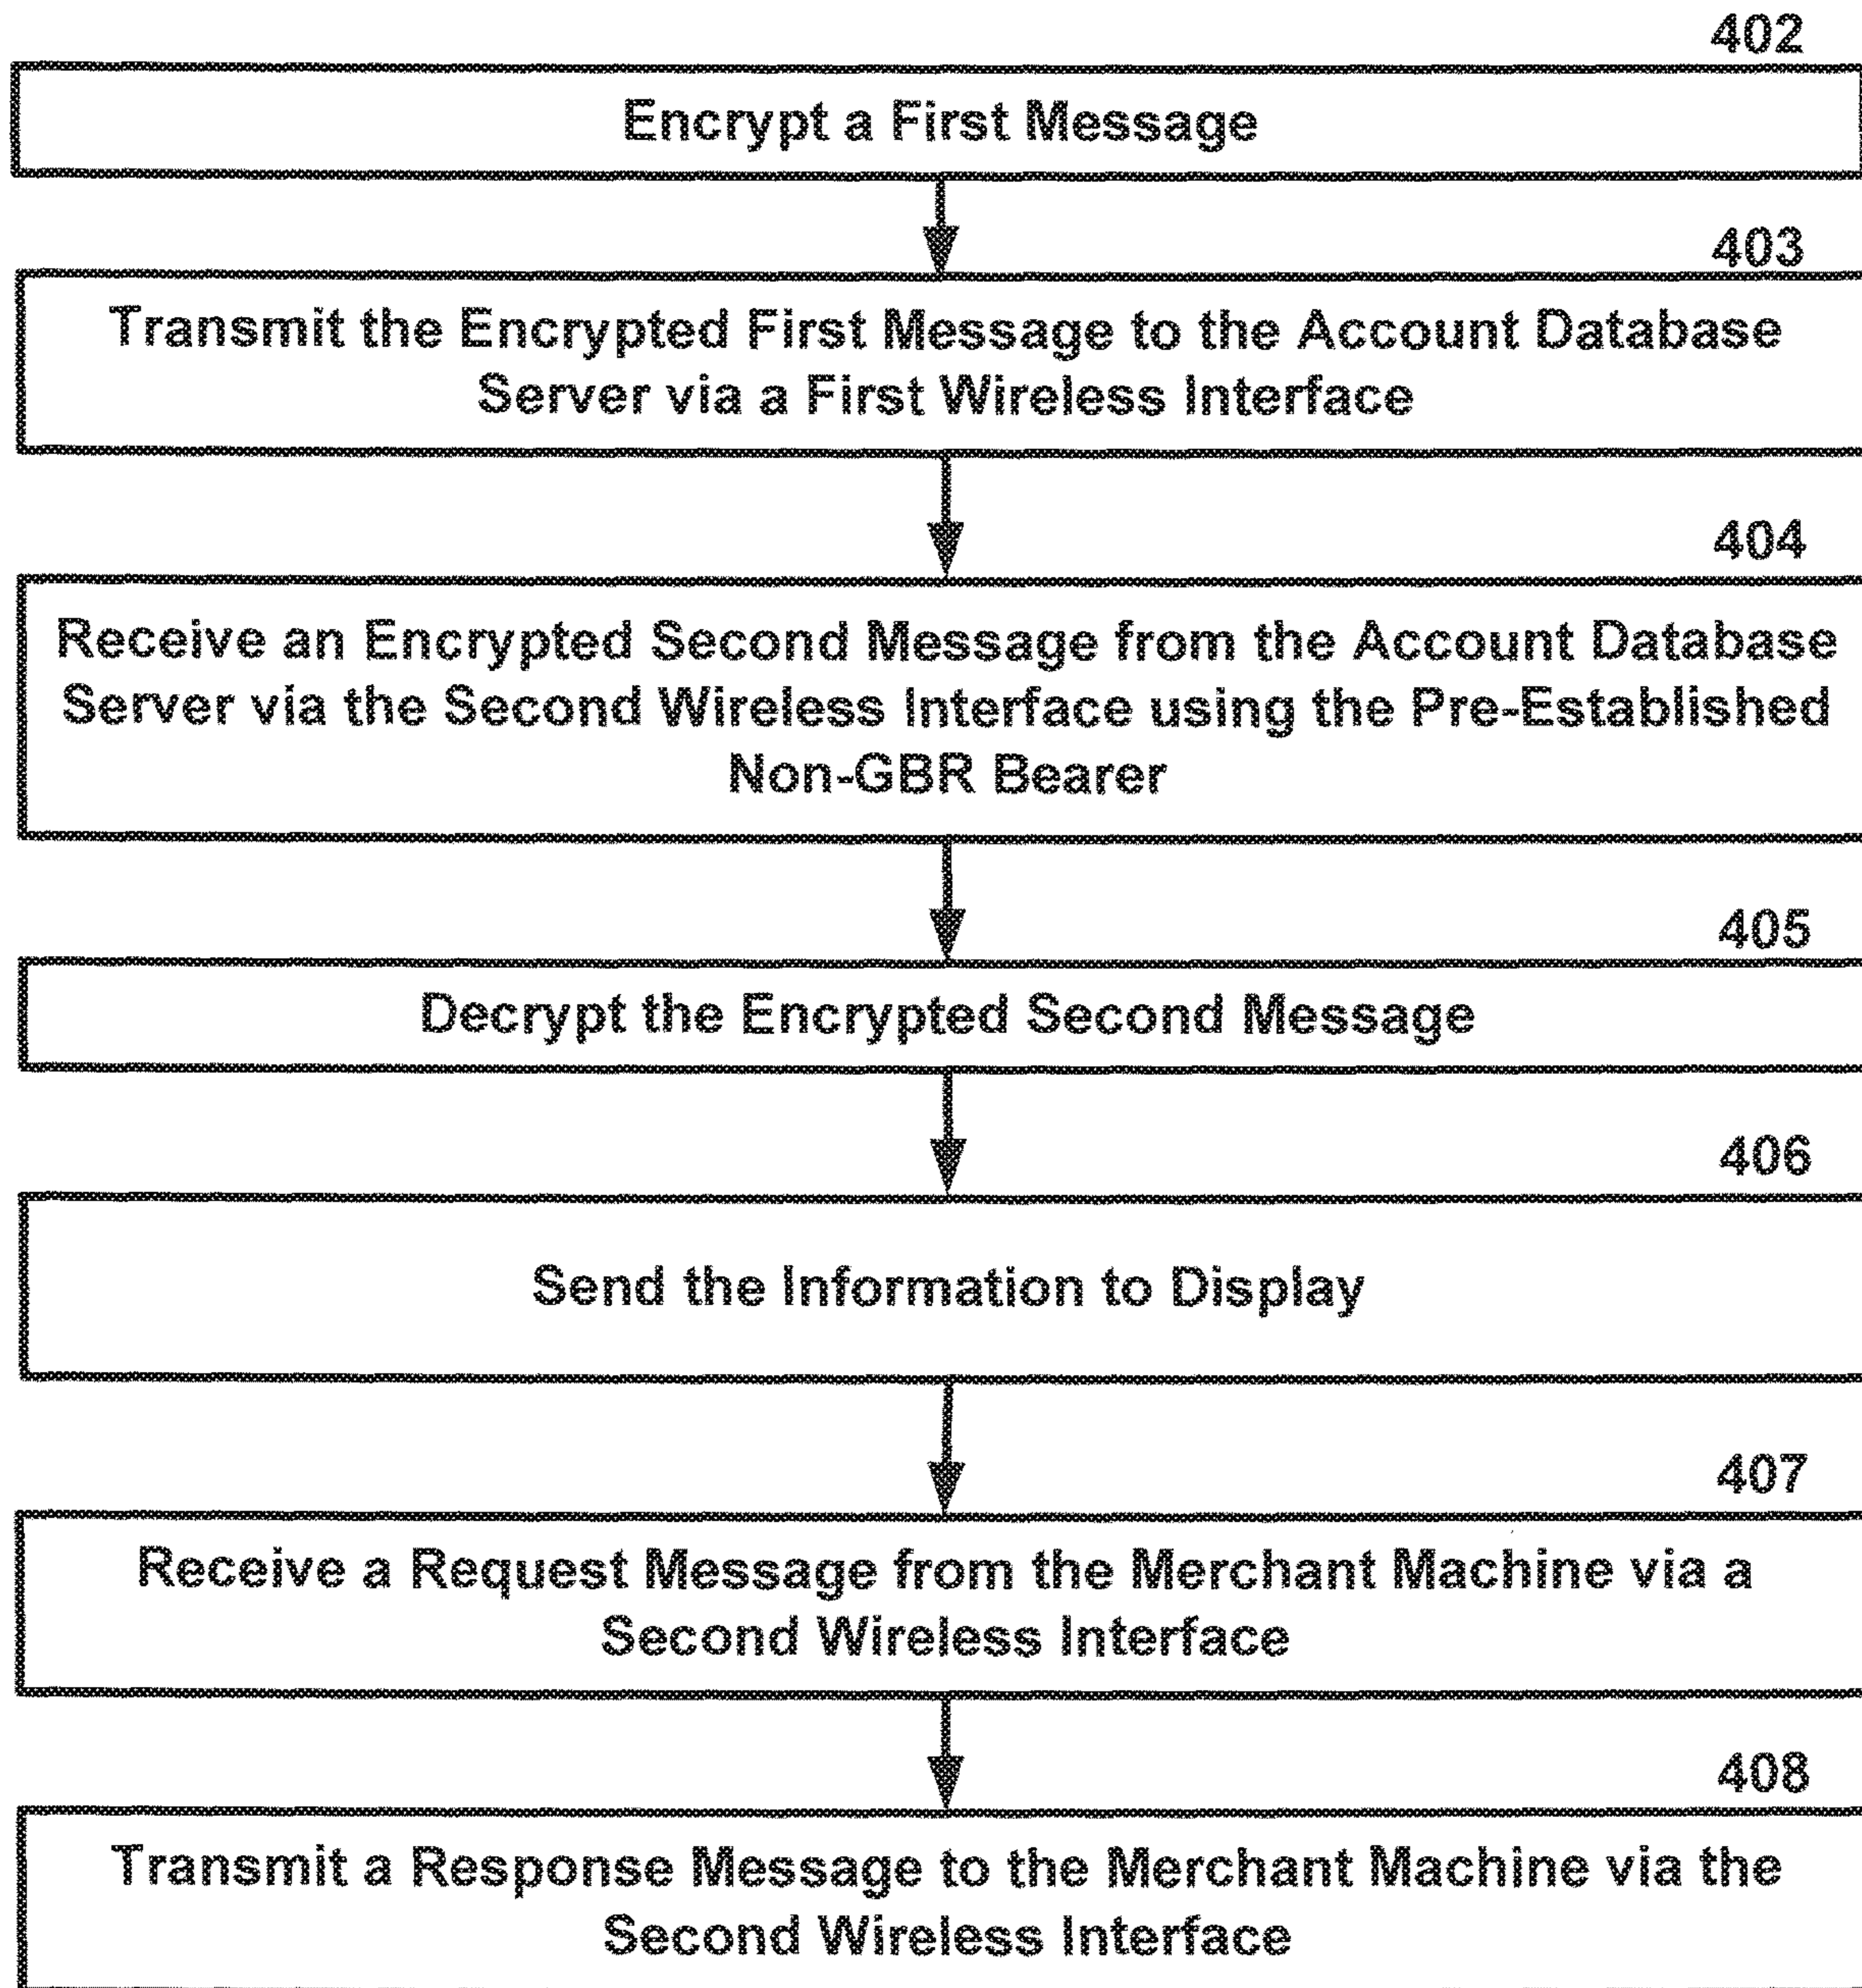 402
Encrypt a First Message
403
Transmit the Encrypted First Message to the Account Database
Server via a First Wireless Interface
404
Receive an Encrypted Second Message from the Account Database
Server via the Second Wireless Interface using the Pre-Established
Non-GBR Bearer
405
Decrypt the Encrypted Second Message
406
Send the Information to Display
407
Receive a Request Message from the Merchant Machine via a
Second Wireless Interface
408
Transmit a Response Message to the Merchant Machine via the
Second Wireless Interface